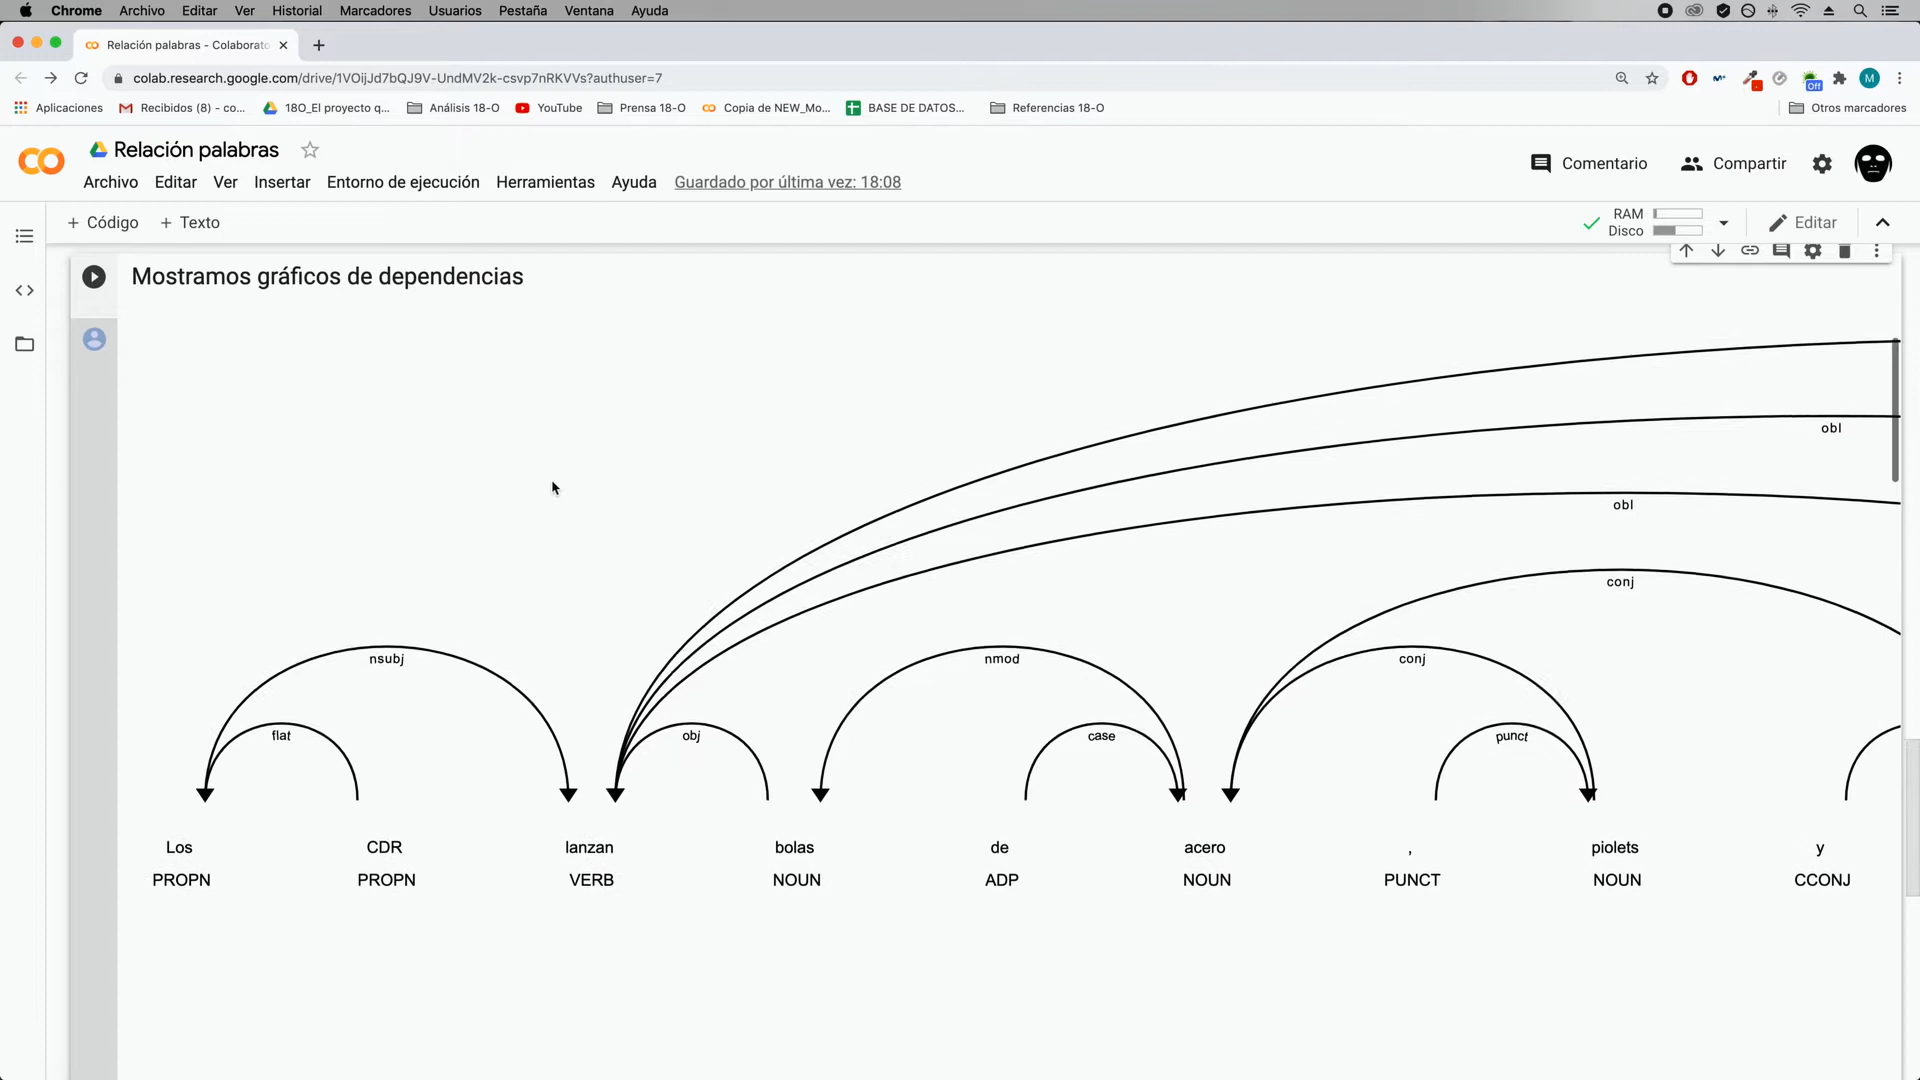 Chrome Archivo Editar Ver Historial Marcadores Usuarios Pestaña Ventana Ayuda
Relación palabras - Colaborato
colab.research.google.com/drive/1VOijJd7bQJ9V-UndMV2k-csvp7nRKVVs?authuser=7
Off
M
Aplicaciones Recibidos (8) - co... 18O_El proyecto q... Análisis 18-O YouTube Prensa 18-O Copia de NEW_Mo... BASE DE DATOS... Referencias 18-O Otros marcadores
Relación palabras
Comentario Compartir
Archivo Editar Ver Insertar Entorno de ejecución Herramientas Ayuda Guardado por última vez: 18:08
+ Código + Texto
RAM
Disco
Editar
Mostramos gráficos de dependencias
obl
obl
conj
nsubj nmod conj
flat obj case punct
Los CDR lanzan bolas de acero , piolets y
PROPN PROPN VERB NOUN ADP NOUN PUNCT NOUN CCONJ